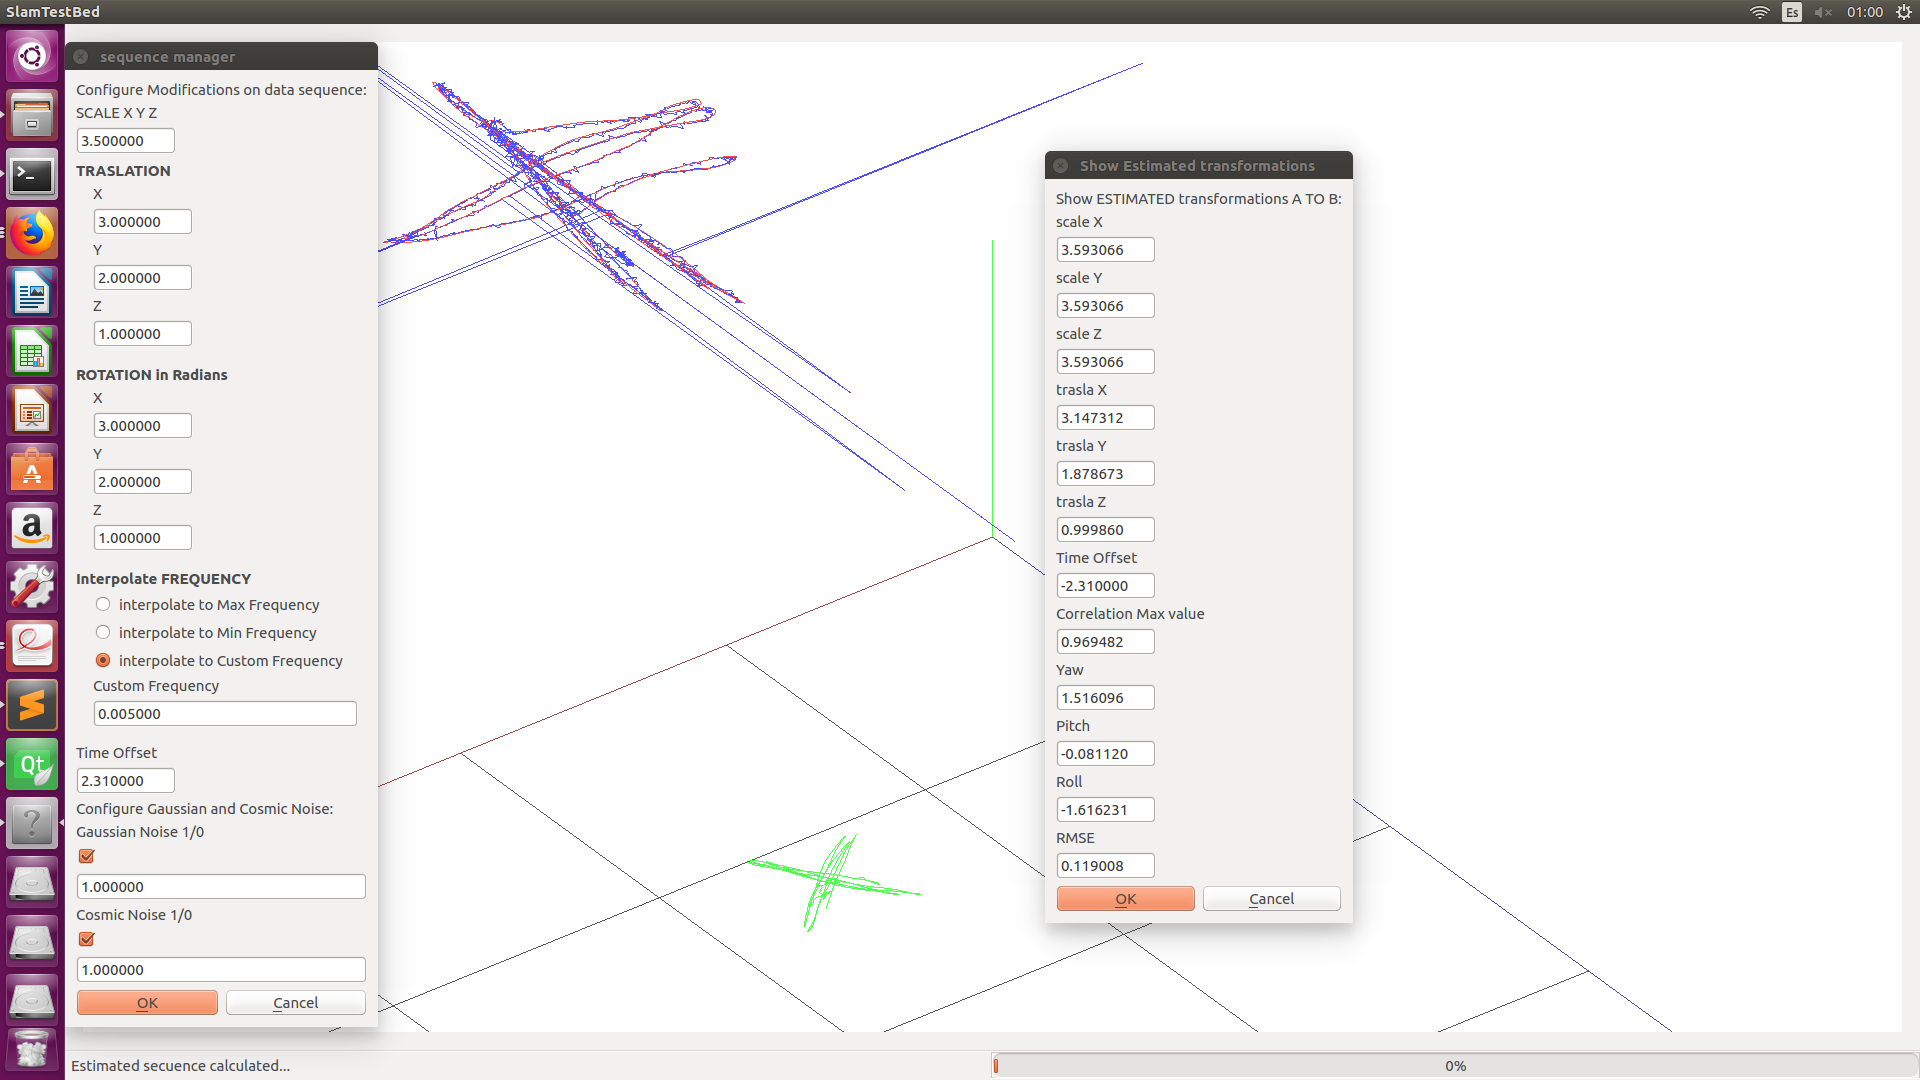 SlamTestBed
Es
01:00
sequence manager
Configure Modifications on data sequence:
SCALE X Y Z
3.500000
TRASLATION
X
3.000000
Y
2.000000
Z
1.000000
ROTATION in Radians
X
3.000000
Y
2.000000
Z
1.000000
Interpolate FREQUENCY
interpolate to Max Frequency
interpolate to Min Frequency
interpolate to Custom Frequency
Custom Frequency
0.005000
Time Offset
2.310000
Configure Gaussian and Cosmic Noise:
Gaussian Noise 1/0
1.000000
Cosmic Noise 1/0
1.000000
OK
Cancel
Show Estimated transformations
Show ESTIMATED transformations A TO B:
scale X
3.593066
scale Y
3.593066
scale Z
3.593066
trasla X
3.147312
trasla Y
1.878673
trasla Z
0.999860
Time Offset
-2.310000
Correlation Max value
0.969482
Yaw
1.516096
Pitch
-0.081120
Roll
-1.616231
RMSE
0.119008
OK
Cancel
A
a
Qt
?
Estimated secuence calculated...
0%